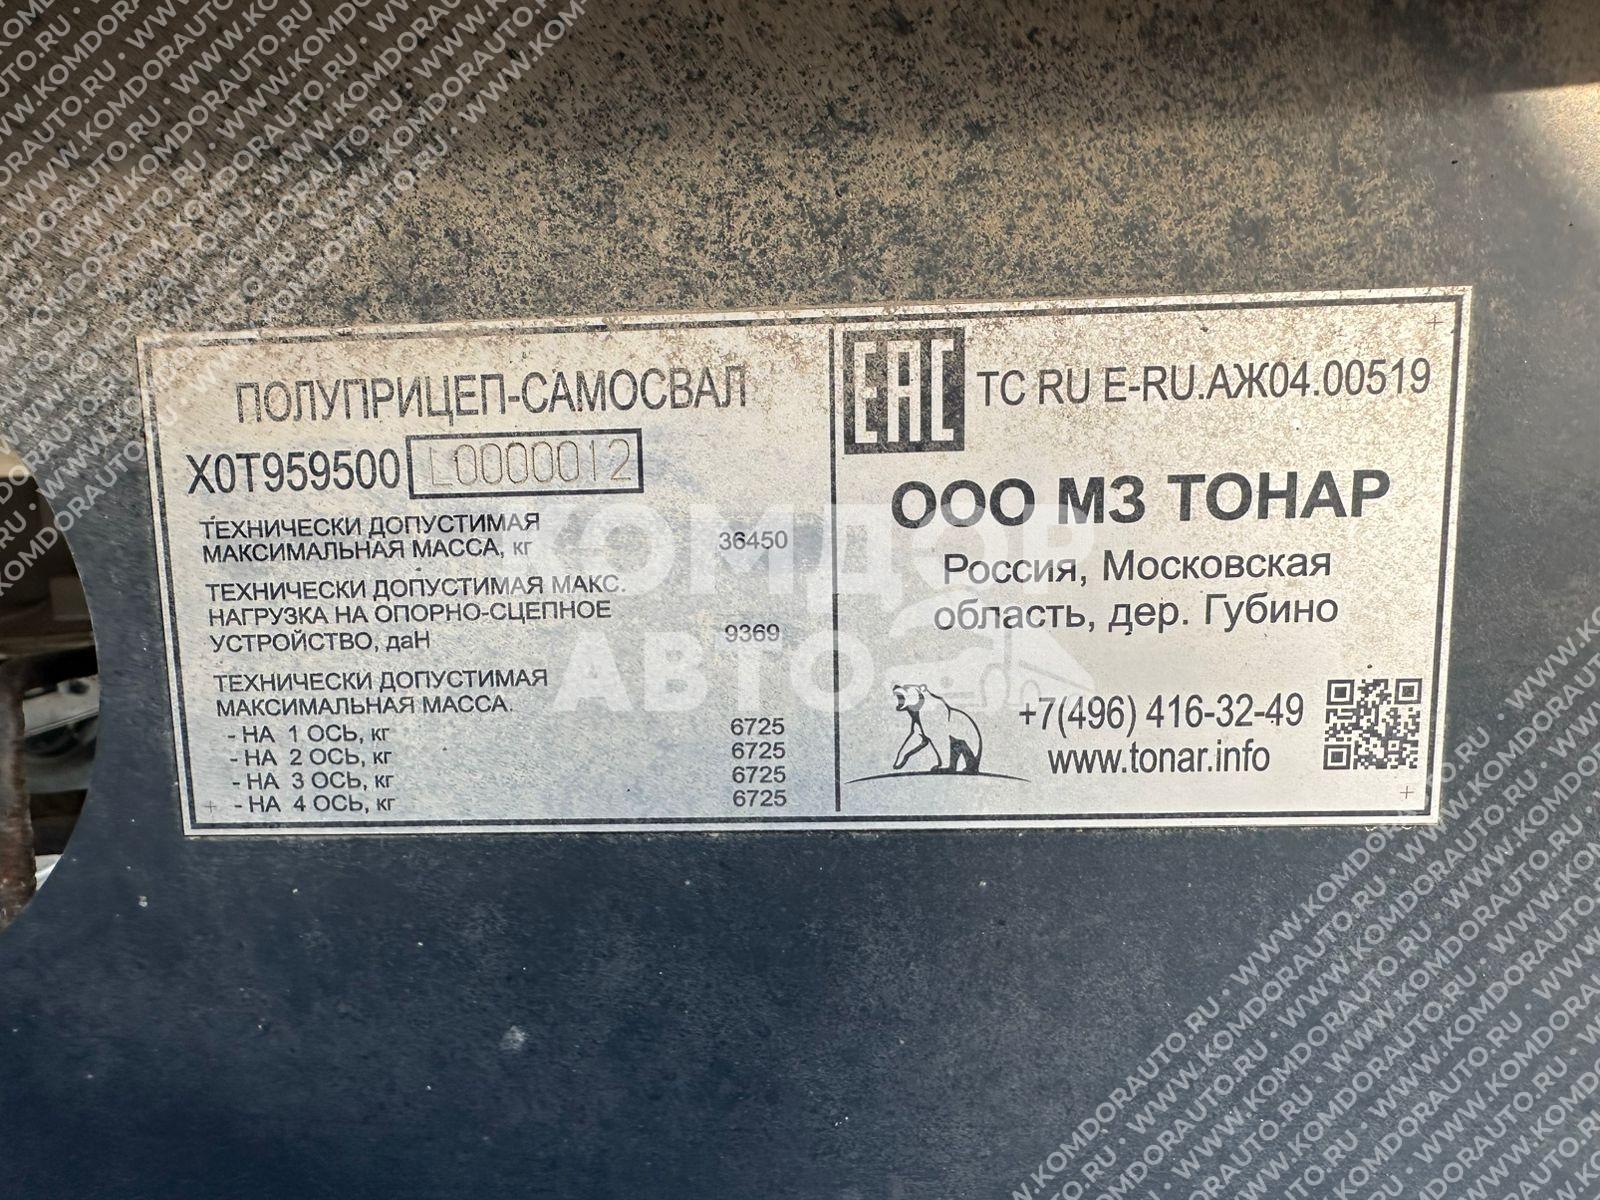 ПОЛУПРИЦЕП-САМОСВАЛ
X0T959500 L0000012
ТЕХНИЧЕСКИ ДОПУСТИМАЯ
МАКСИМАЛЬНАЯ МАССА, кг 36450
ТЕХНИЧЕСКИ ДОПУСТИМАЯ МАКС.
НАГРУЗКА НА ОПОРНО-СЦЕПНОЕ
УСТРОЙСТВО, даН 9369
ТЕХНИЧЕСКИ ДОПУСТИМАЯ
МАКСИМАЛЬНАЯ МАССА.
- НА 1 ОСЬ, кг 6725
- НА 2 ОСЬ, кг 6725
- НА 3 ОСЬ, кг 6725
- НА 4 ОСЬ, кг 6725
EAC TC RU E-RU.АЖ04.00519
ООО МЗ ТОНАР
Россия, Московская
область, дер. Губино
+7(496) 416-32-49
www.tonar.info
КОМДОР
АВТО
WWW.KOMDORAUTO.RU